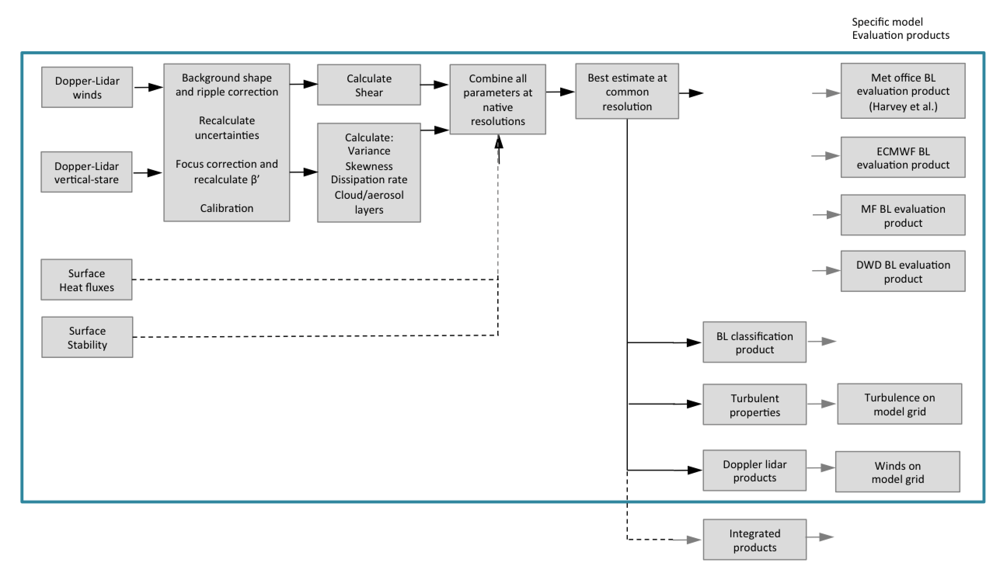 Specific model
Evaluation products
Dopper-Lidar
winds
Background shape
and ripple correction
Recalculate
uncertainties
Focus correction and
recalculate β′
Calibration
Calculate
Shear
Combine all
parameters at
native
resolutions
Best estimate at
common
resolution
Met office BL
evaluation product
(Harvey et al.)
Dopper-Lidar
vertical-stare
Calculate:
Variance
Skewness
Dissipation rate
Cloud/aerosol
layers
ECMWF BL
evaluation product
MF BL evaluation
product
Surface
Heat fluxes
DWD BL evaluation
product
Surface
Stability
BL classification
product
Turbulent
properties
Turbulence on
model grid
Doppler lidar
products
Winds on
model grid
Integrated
products